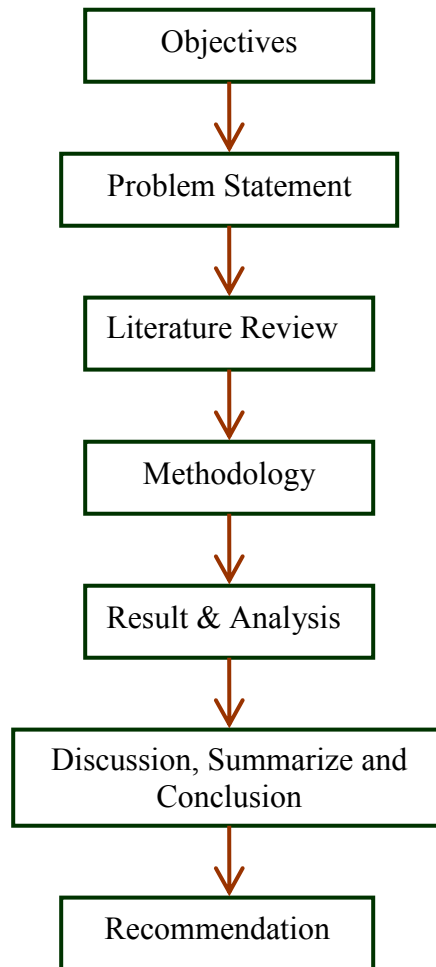 Objectives
Problem Statement
Literature Review
Methodology
Result & Analysis
Discussion, Summarize and
Conclusion
Recommendation